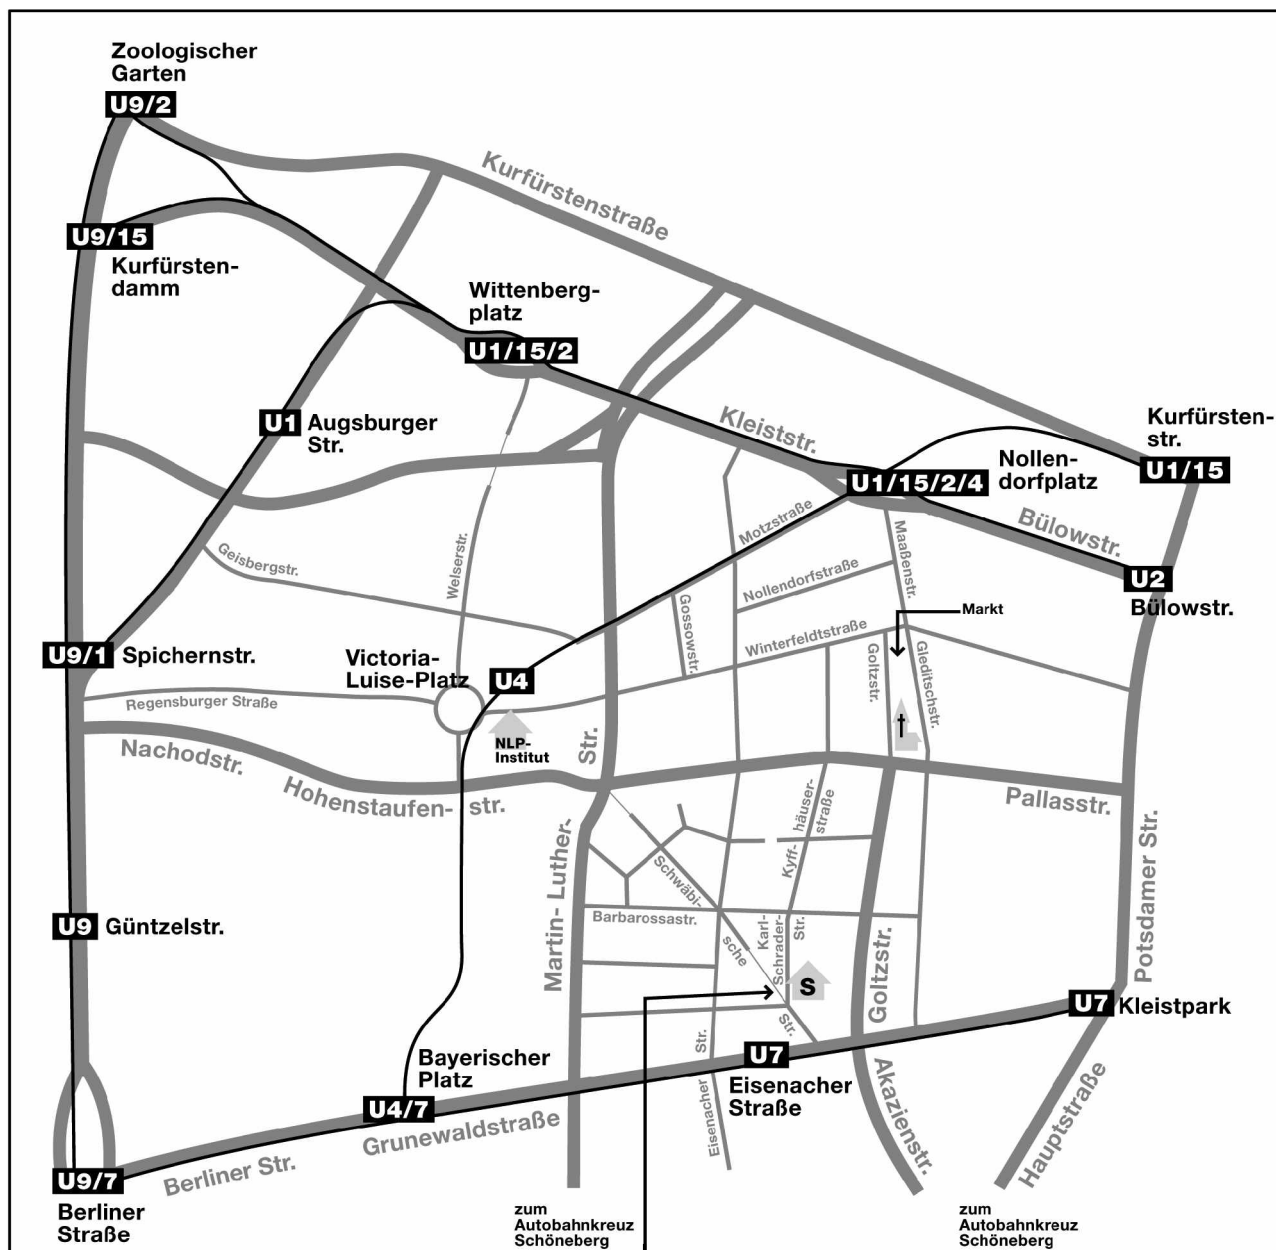 Zoologischer
Garten
U9/2
Kurfürstenstraße
U9/15
Kurfürsten-
damm
Wittenberg-
platz
U1/15/2
U1
Augsburger
Str.
Kleiststr.
Kurfürsten-
str.
U1/15
Nollen-
dorfplatz
U1/15/2/4
Bülowstr.
Motzstraße
Maaßenstr.
Geisbergstr.
Welserstr.
Nollendorfstraße
U2
Bülowstr.
Gossowstr.
Markt
Winterfeldtstraße
U9/1
Spichernstr.
Victoria-
Luise-Platz
U4
Goltzstr.
Gleditschstr.
Regensburger Straße
NLP-
Institut
Nachodstr.
Hohenstaufen-
str.
Str.
Martin- Luther-
Pallasstr.
Kyff-
häuser-
straße
Potsdamer Str.
Schwäbi-
sche
Str.
Barbarossastr.
Karl-
Schrader-
Str.
U9
Güntzelstr.
S
Goltzstr.
U7
Kleistpark
Eisenacher
Str.
U7
Eisenacher
Straße
Bayerischer
Platz
U4/7
Grunewaldstraße
Akazienstr.
Hauptstraße
Berliner Str.
U9/7
Berliner
Straße
zum
Autobahnkreuz
Schöneberg
zum
Autobahnkreuz
Schöneberg